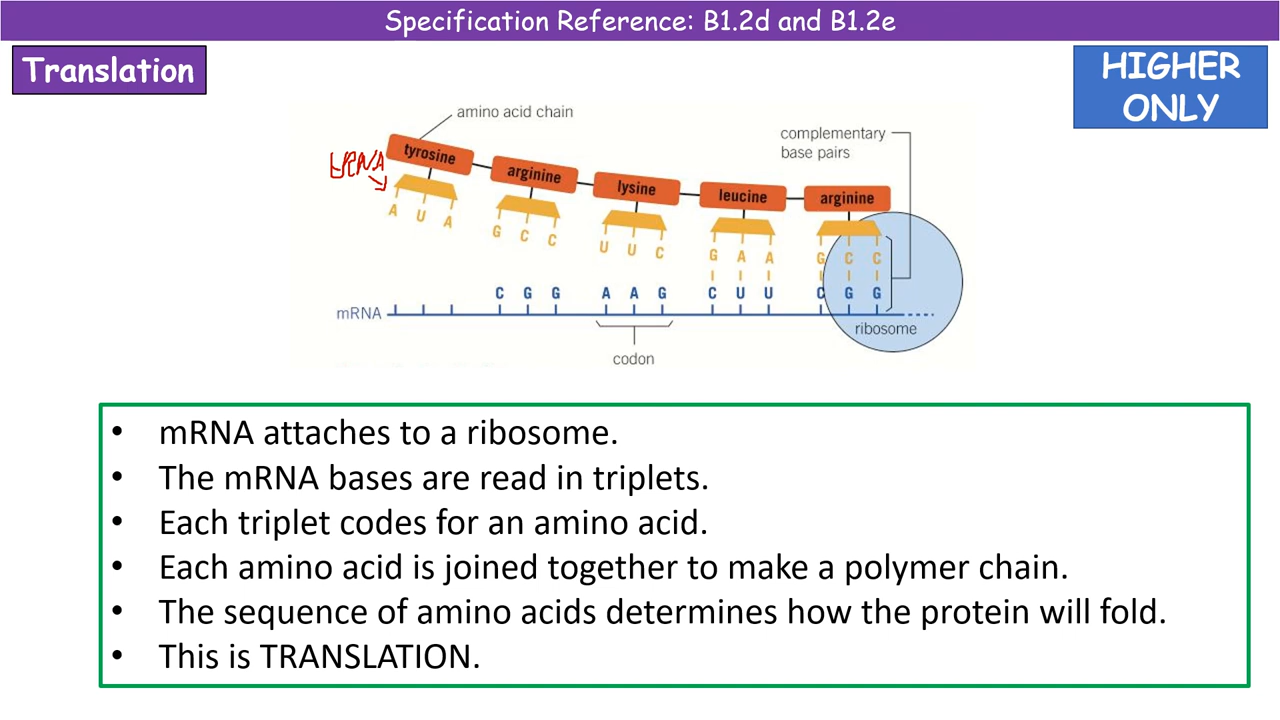 Specification Reference: B1.2d and B1.2e
Translation
HIGHER
ONLY
amino acid chain
complementary
base pairs
tRNA
tyrosine
arginine
lysine
leucine
arginine
A U A
G C C
U U C
G A A
G C C
C G G
A A G
C U U
C G G
mRNA
ribosome
codon
• mRNA attaches to a ribosome.
• The mRNA bases are read in triplets.
• Each triplet codes for an amino acid.
• Each amino acid is joined together to make a polymer chain.
• The sequence of amino acids determines how the protein will fold.
• This is TRANSLATION.